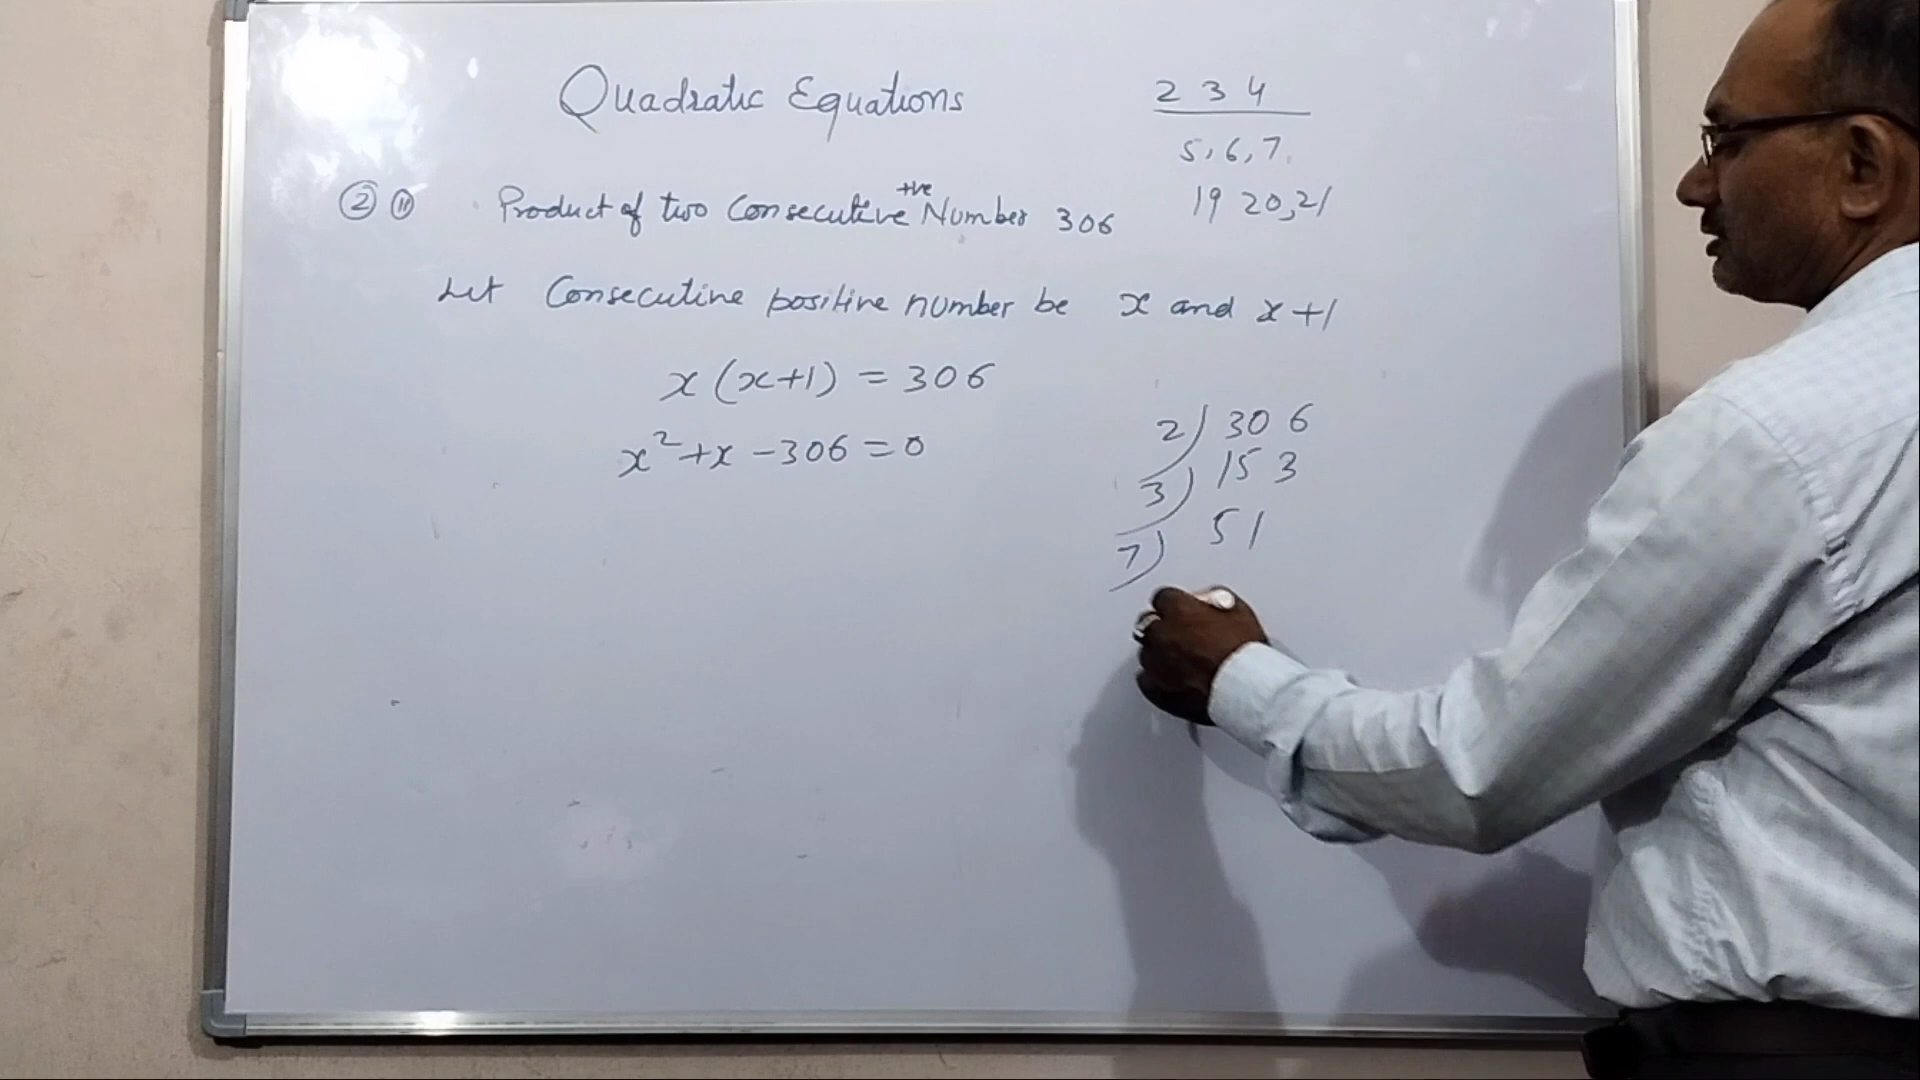 Quadratic Equations
2 3 4
5, 6, 7
19 20, 21
② ⑪ Product of two Consecutive +ve Number 306
Let Consecutive positive number be x and x+1
x (x+1) = 306
x² + x - 306 = 0
2) 306
3) 153
7) 51